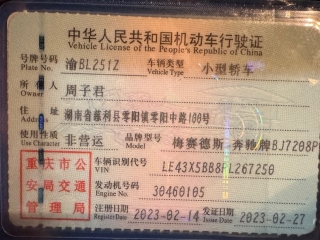 中华人民共和国机动车行驶证
Vehicle License of the People's Republic of China
号牌号码 渝BL2512 车辆类型 小型轿车
Plate No. Vehicle Type
所有人 周子君
Owner
住址 湖南省慈利县零阳镇零阳中路100号
Address
使用性质 非营运 品牌型号 梅赛德斯-奔驰牌BJ7208P
Use Character Model
重庆市公 车辆识别代号 LE43X5BB8PL267250
VIN
安局交通 发动机号码 30460105
Engine No.
管理局 注册日期 2023-02-14 发证日期 2023-02-27
Register Date Issue Date